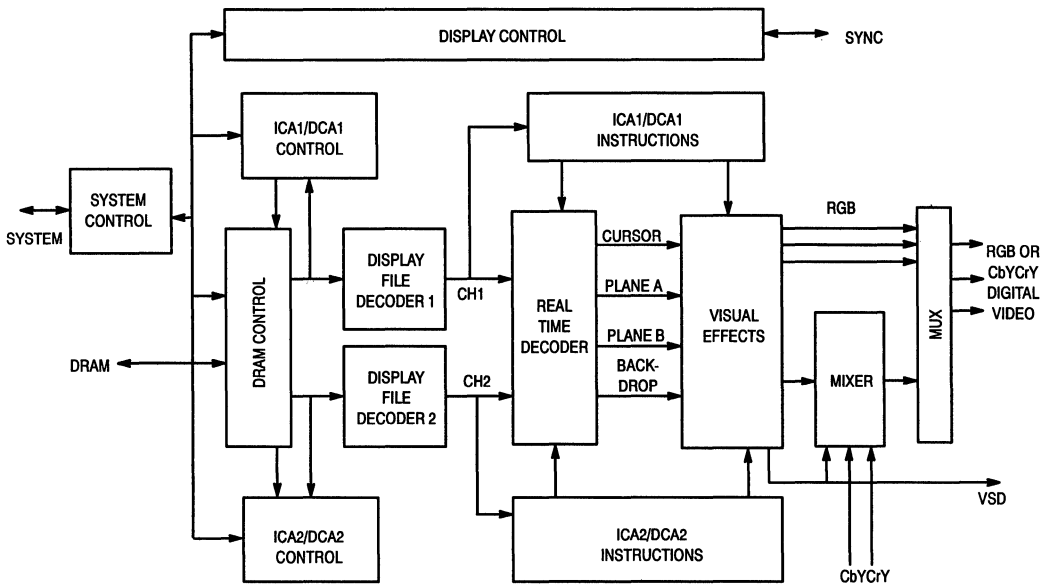 DISPLAY CONTROL
SYNC
ICA1/DCA1
CONTROL
ICA1/DCA1
INSTRUCTIONS
SYSTEM
CONTROL
SYSTEM
DRAM
DRAM CONTROL
DISPLAY
FILE
DECODER 1
CH1
DISPLAY
FILE
DECODER 2
CH2
REAL
TIME
DECODER
CURSOR
PLANE A
PLANE B
BACK-
DROP
VISUAL
EFFECTS
RGB
MIXER
MUX
RGB OR
CbYCrY
DIGITAL
VIDEO
VSD
ICA2/DCA2
CONTROL
ICA2/DCA2
INSTRUCTIONS
CbYCrY